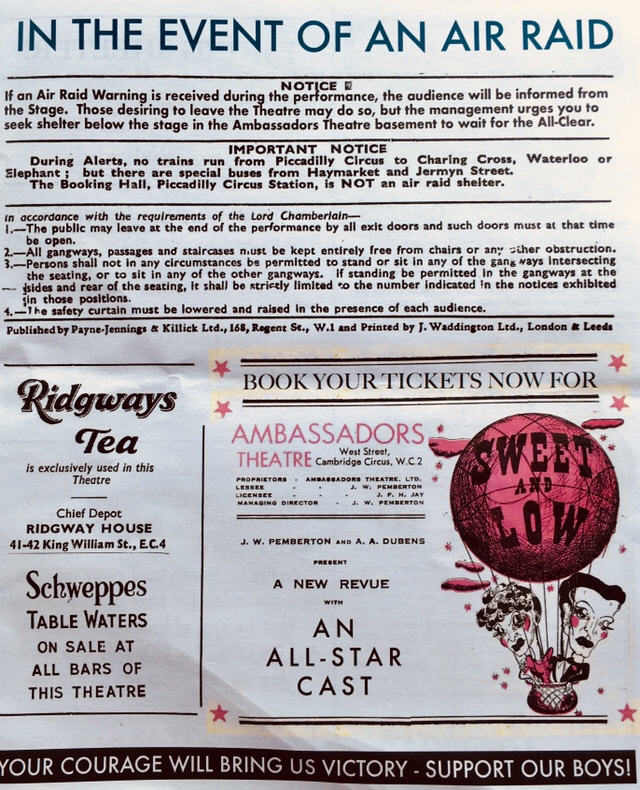 IN THE EVENT OF AN AIR RAID
NOTICE
If an Air Raid Warning is received during the performance, the audience will be informed from
the Stage. Those desiring to leave the Theatre may do so, but the management urges you to
seek shelter below the stage in the Ambassadors Theatre basement to wait for the All-Clear.
IMPORTANT NOTICE
During Alerts, no trains run from Piccadilly Circus to Charing Cross, Waterloo or
Elephant ; but there are special buses from Haymarket and Jermyn Street.
The Booking Hall, Piccadilly Circus Station, is NOT an air raid shelter.
In accordance with the requirements of the Lord Chamberlain—
1.—The public may leave at the end of the performance by all exit doors and such doors must at that time
be open.
2.—All gangways, passages and staircases must be kept entirely free from chairs or any other obstruction.
3.—Persons shall not in any circumstances be permitted to stand or sit in any of the gangways intersecting
the seating, or to sit in any of the other gangways. If standing be permitted in the gangways at the
sides and rear of the seating, it shall be strictly limited to the number indicated in the notices exhibited
in those positions.
4.—The safety curtain must be lowered and raised in the presence of each audience.
Published by Payne-Jennings & Killick Ltd., 168, Regent St., W.1 and Printed by J. Waddington Ltd., London & Leeds
Ridgways
Tea
is exclusively used in this
Theatre
Chief Depot
RIDGWAY HOUSE
41-42 King William St., E.C.4
Schweppes
TABLE WATERS
ON SALE AT
ALL BARS OF
THIS THEATRE
BOOK YOUR TICKETS NOW FOR
AMBASSADORS
THEATRE West Street,
Cambridge Circus, W.C.2
PROPRIETORS - AMBASSADORS THEATRE, LTD.
LESSEE - - J. W. PEMBERTON
LICENSEE - - J. F. H. JAY
MANAGING DIRECTOR - J. W. PEMBERTON
J. W. PEMBERTON AND A. A. DUBENS
PRESENT
A NEW REVUE
WITH
AN
ALL-STAR
CAST
SWEET
AND
LOW
YOUR COURAGE WILL BRING US VICTORY - SUPPORT OUR BOYS!